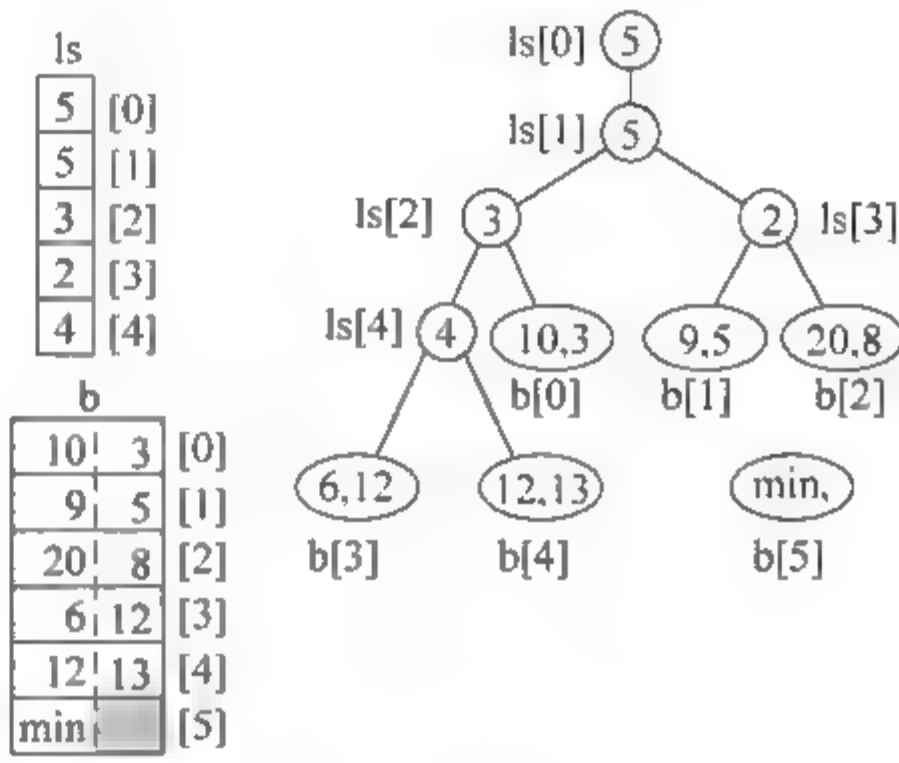 ls
5 [0]
5 [1]
3 [2]
2 [3]
4 [4]
b
10 3 [0]
9 5 [1]
20 8 [2]
6 12 [3]
12 13 [4]
min [5]
ls[0] 5
ls[1] 5
ls[2] 3 2 ls[3]
ls[4] 4 10,3 9,5 20,8
b[0] b[1] b[2]
6,12 12,13 min,
b[3] b[4] b[5]